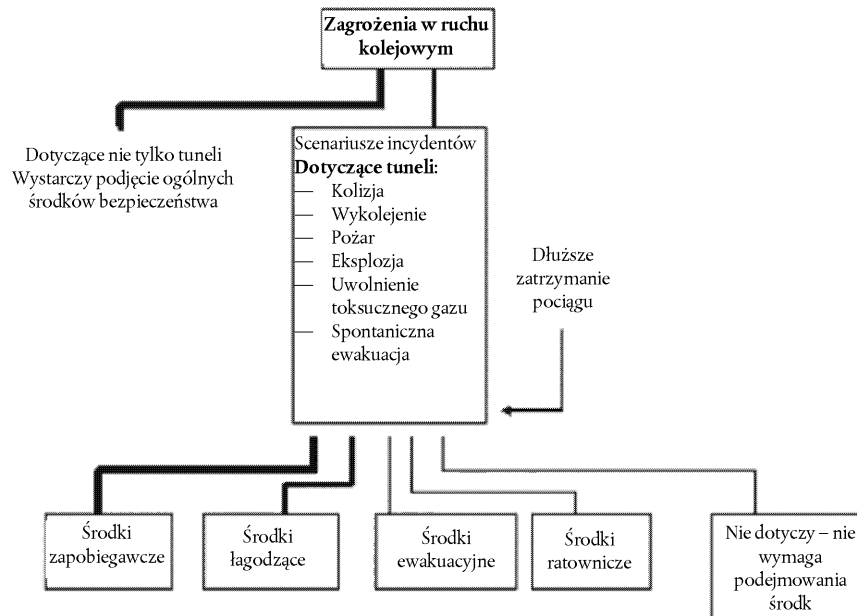 Zagrożenia w ruchu
kolejowym
Dotyczące nie tylko tuneli
Wystarczy podjęcie ogólnych
środków bezpieczeństwa
Scenariusze incydentów
Dotyczące tuneli:
— Kolizja
— Wykolejenie
— Pożar
— Eksplozja
— Uwolnienie
toksucznego gazu
— Spontaniczna
ewakuacja
Dłuższe
zatrzymanie
pociągu
Środki
zapobiegawcze
Środki
łagodzące
Środki
ewakuacyjne
Środki
ratownicze
Nie dotyczy – nie
wymaga
podejmowania
środk